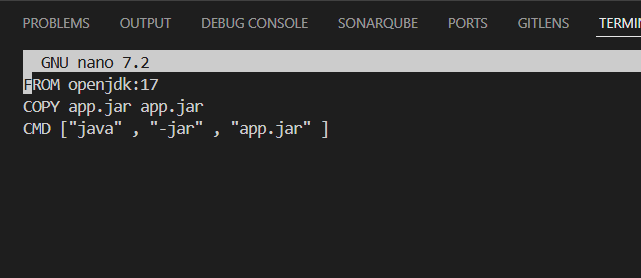 PROBLEMS OUTPUT DEBUG CONSOLE SONARQUBE PORTS GITLENS TERMI
GNU nano 7.2
FROM openjdk:17
COPY app.jar app.jar
CMD ["java" , "-jar" , "app.jar" ]